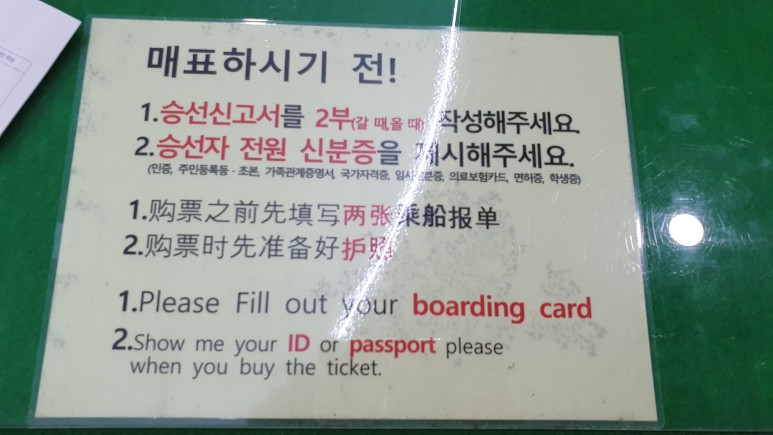 매표하시기 전!
1.승선신고서를 2부(갈 때,올 때) 작성해주세요.
2.승선자 전원 신분증을 제시해주세요.
(민증, 주민등록등·초본, 가족관계증명서, 국가자격증, 임시신분증, 의료보험카드, 면허증, 학생증)
1.购票之前先填写两张乘船报单
2.购票时先准备好护照
1.Please Fill out your boarding card
2.Show me your ID or passport please
when you buy the ticket.